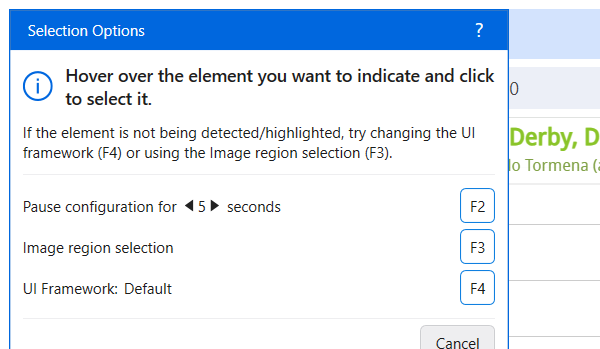 Selection Options ?
Hover over the element you want to indicate and click
to select it.
If the element is not being detected/highlighted, try changing the UI
framework (F4) or using the Image region selection (F3).
Pause configuration for 5 seconds F2
Image region selection F3
UI Framework: Default F4
Cancel
0
Derby, D
lo Tormena (a